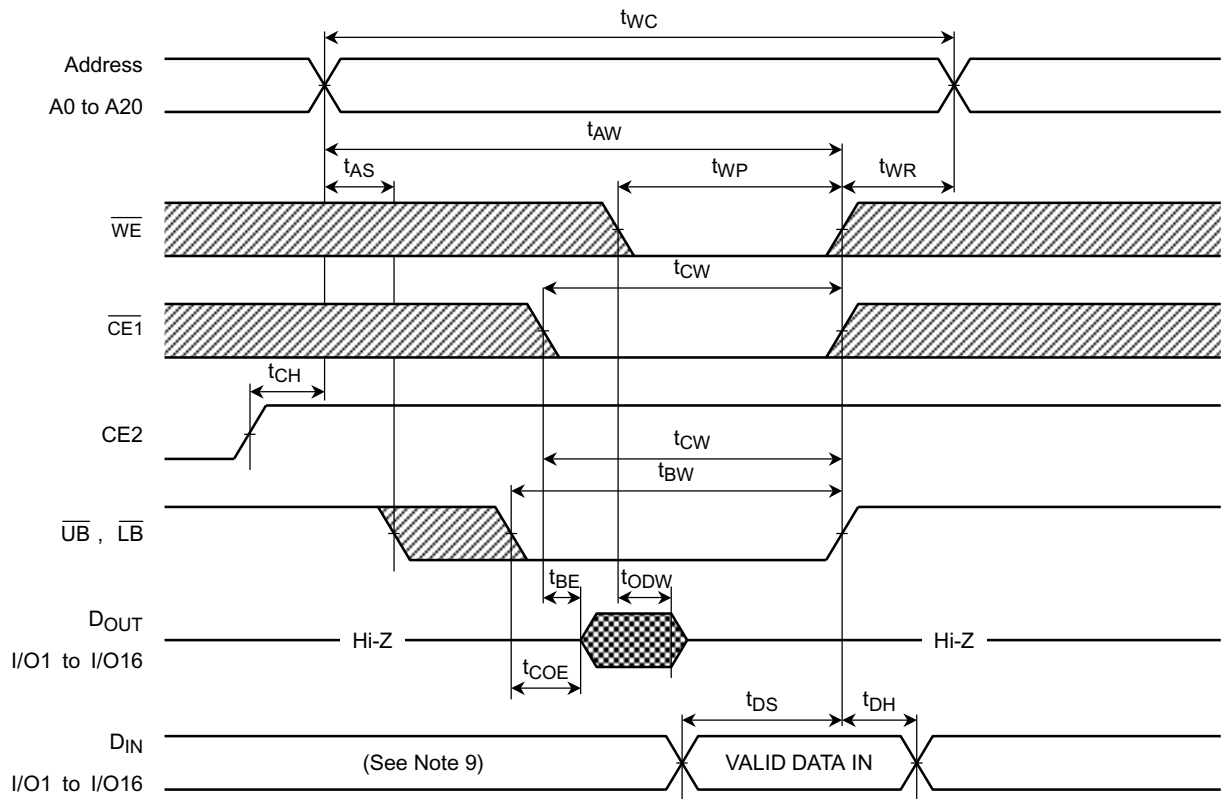 tWC
Address
A0 to A20
tAW
tAS
tWP
tWR
WE
tCW
CE1
tCH
CE2
tCW
tBW
UB , LB
tBE
tODW
DOUT
Hi-Z
Hi-Z
I/O1 to I/O16
tCOE
tDS
tDH
DIN
(See Note 9)
VALID DATA IN
I/O1 to I/O16